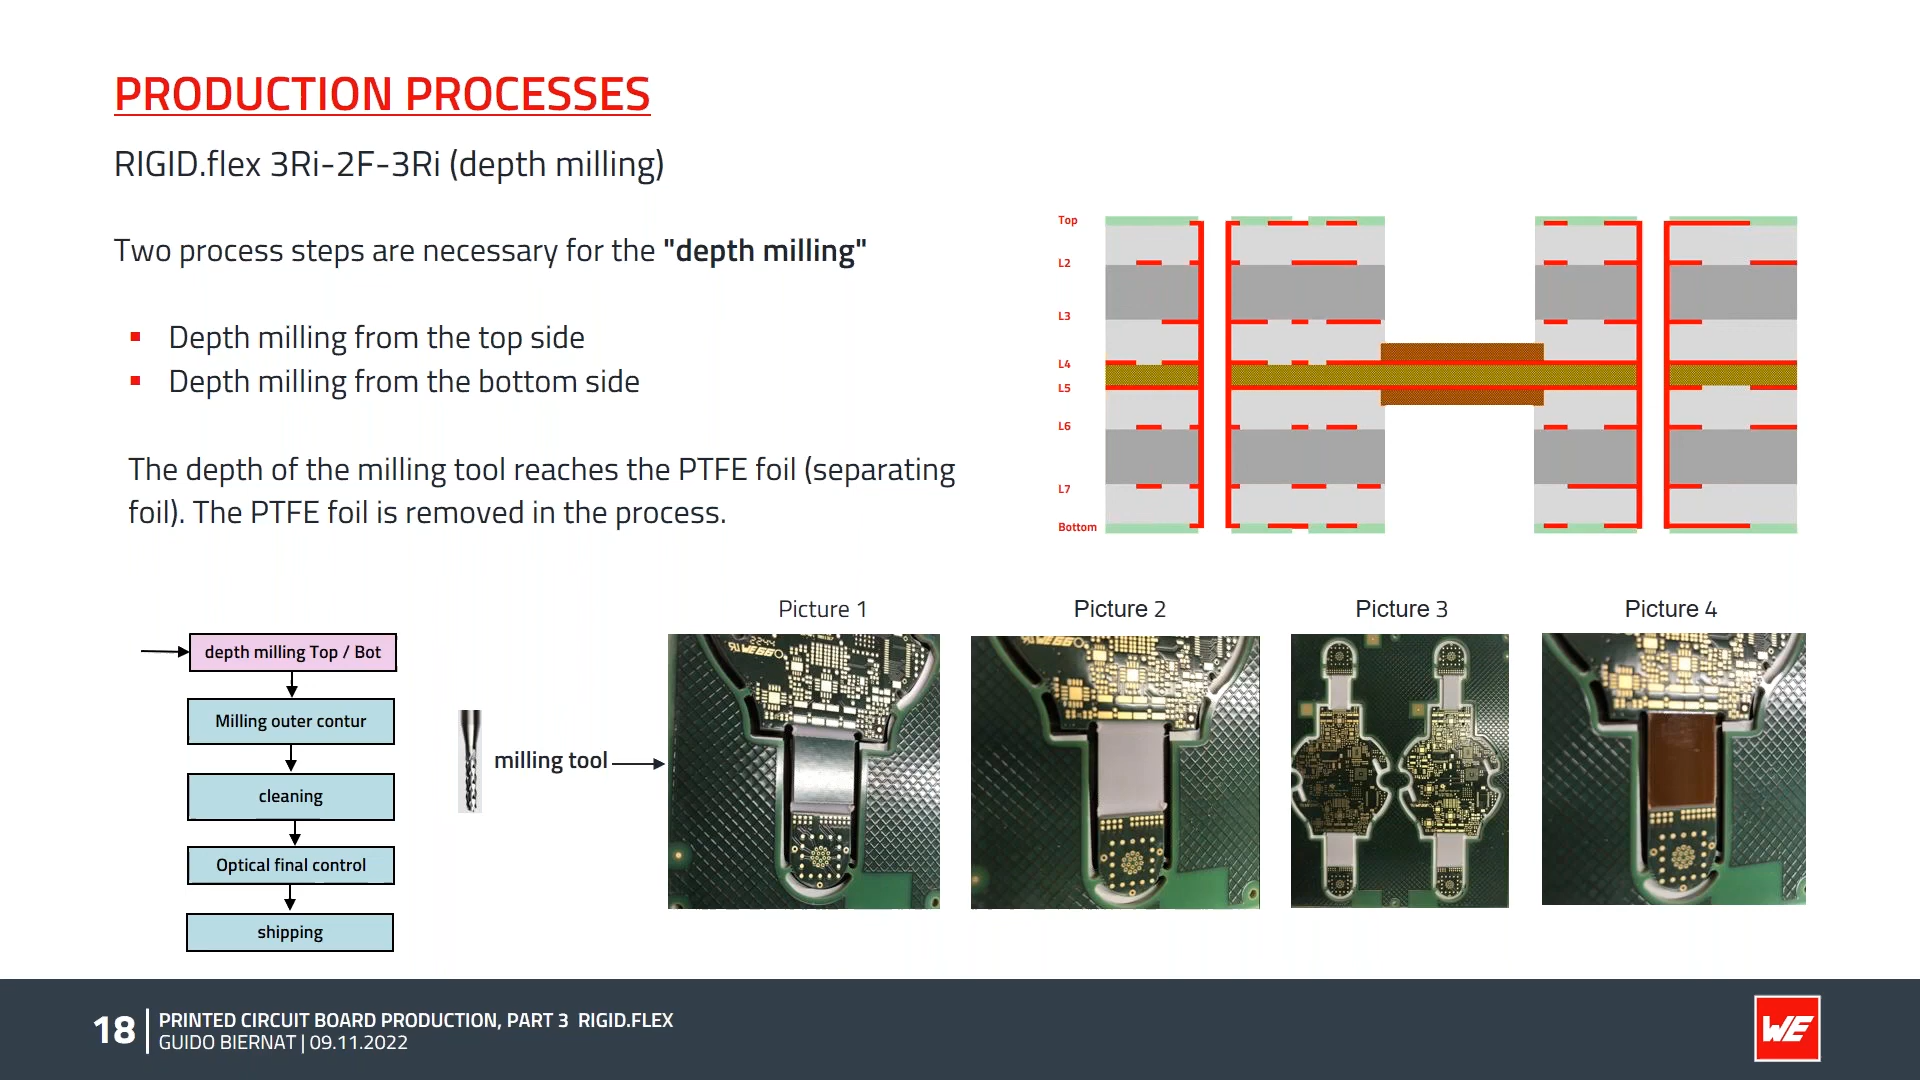 PRODUCTION PROCESSES
RIGID.flex 3Ri-2F-3Ri (depth milling)
Two process steps are necessary for the "depth milling"
Depth milling from the top side
Depth milling from the bottom side
The depth of the milling tool reaches the PTFE foil (separating
foil). The PTFE foil is removed in the process.
Top
L2
L3
L4
L5
L6
L7
Bottom
depth milling Top / Bot
Milling outer contur
cleaning
Optical final control
shipping
milling tool
Picture 1
Picture 2
Picture 3
Picture 4
18
PRINTED CIRCUIT BOARD PRODUCTION, PART 3 RIGID.FLEX
GUIDO BIERNAT | 09.11.2022
WE